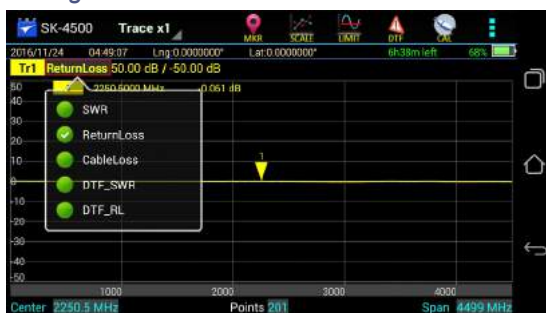 SK-4500 Trace x1 MKR SCALE LIMIT DTF CAL
2016/11/24 04:49:07 Lng:0.0000000° Lat:0.0000000° 6h38m left 68%
Tr1 ReturnLoss 50.00 dB / -50.00 dB
50 2250.5000 MHz -0.061 dB
40
SWR
30
ReturnLoss
20
CableLoss
10
1
0
DTF_SWR
-10
DTF_RL
-20
-30
-40
-50
1000 2000 3000 4000
Center 2250.5 MHz Points 201 Span 4499 MHz